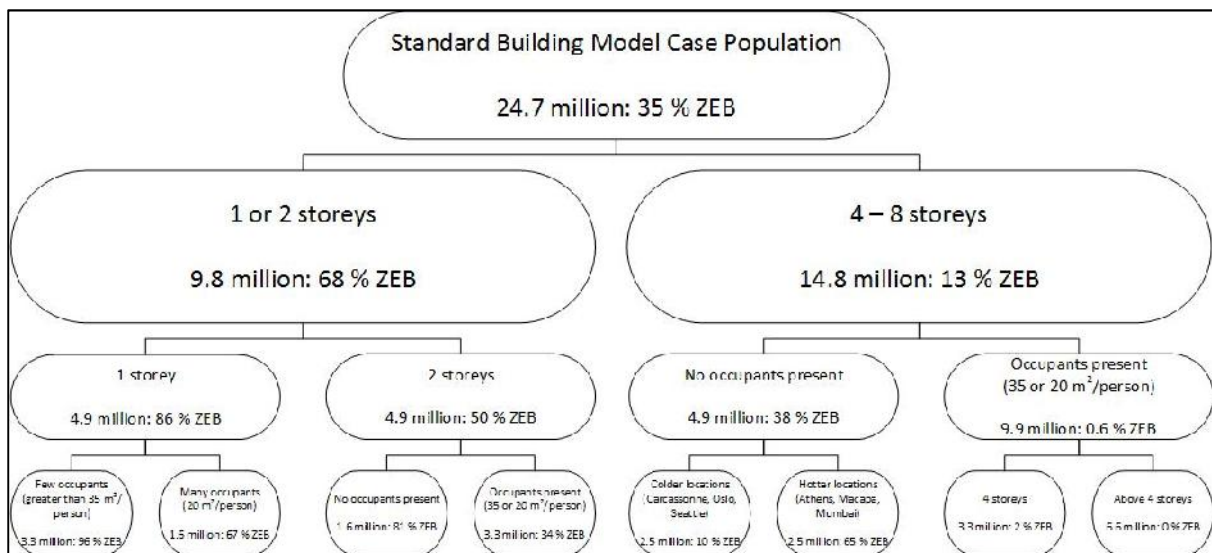 Standard Building Model Case Population
24.7 million: 35 % ZEB
1 or 2 storeys
9.8 million: 68 % ZEB
4 – 8 storeys
14.8 million: 13 % ZEB
1 storey
4.9 million: 86 % ZEB
2 storeys
4.9 million: 50 % ZEB
No occupants present
4.9 million: 38 % ZEB
Occupants present
(35 or 20 m²/person)
9.9 million: 0.6 % ZEB
Few occupants
(greater than 35 m²/
person)
3.3 million: 96 % ZEB
Many occupants
(20 m²/person)
1.6 million: 67 % ZEB
No occupants present
1.6 million: 81 % ZEB
Occupants present
(35 or 20 m²/person)
3.3 million: 34 % ZEB
Colder locations
(Carcassonne, Oslo,
Seattle)
2.5 million: 10 % ZEB
Hotter locations
(Athens, Macapa,
Mumbai)
2.5 million: 65 % ZEB
4 storeys
3.3 million: 2 % ZEB
Above 4 storeys
6.6 million: 0 % ZEB